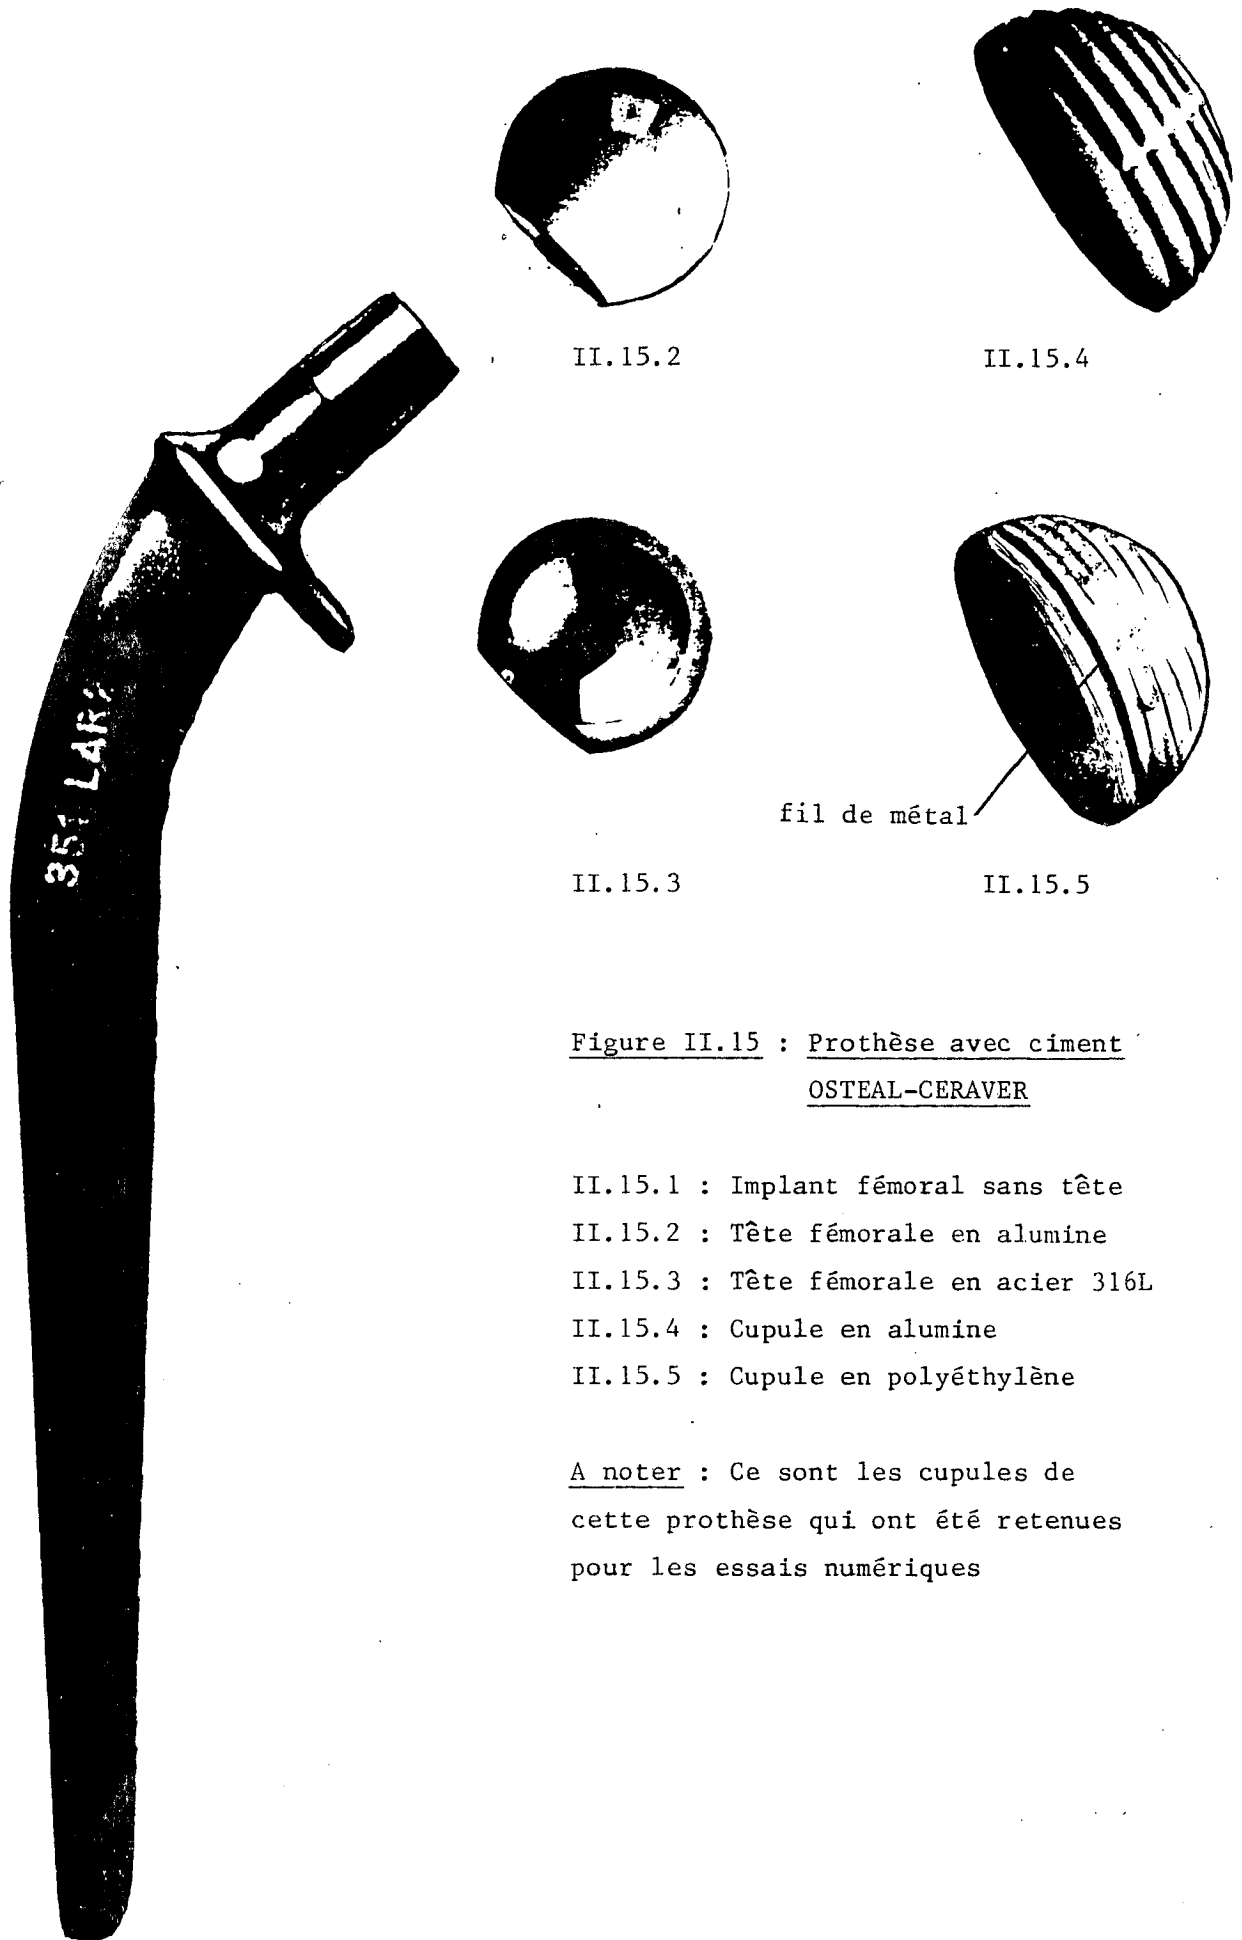 II.15.2
II.15.4
fil de métal
II.15.3
II.15.5
Figure II.15 : Prothèse avec ciment
OSTEAL-CERAVER
II.15.1 : Implant fémoral sans tête
II.15.2 : Tête fémorale en alumine
II.15.3 : Tête fémorale en acier 316L
II.15.4 : Cupule en alumine
II.15.5 : Cupule en polyéthylène
A noter : Ce sont les cupules de
cette prothèse qui ont été retenues
pour les essais numériques